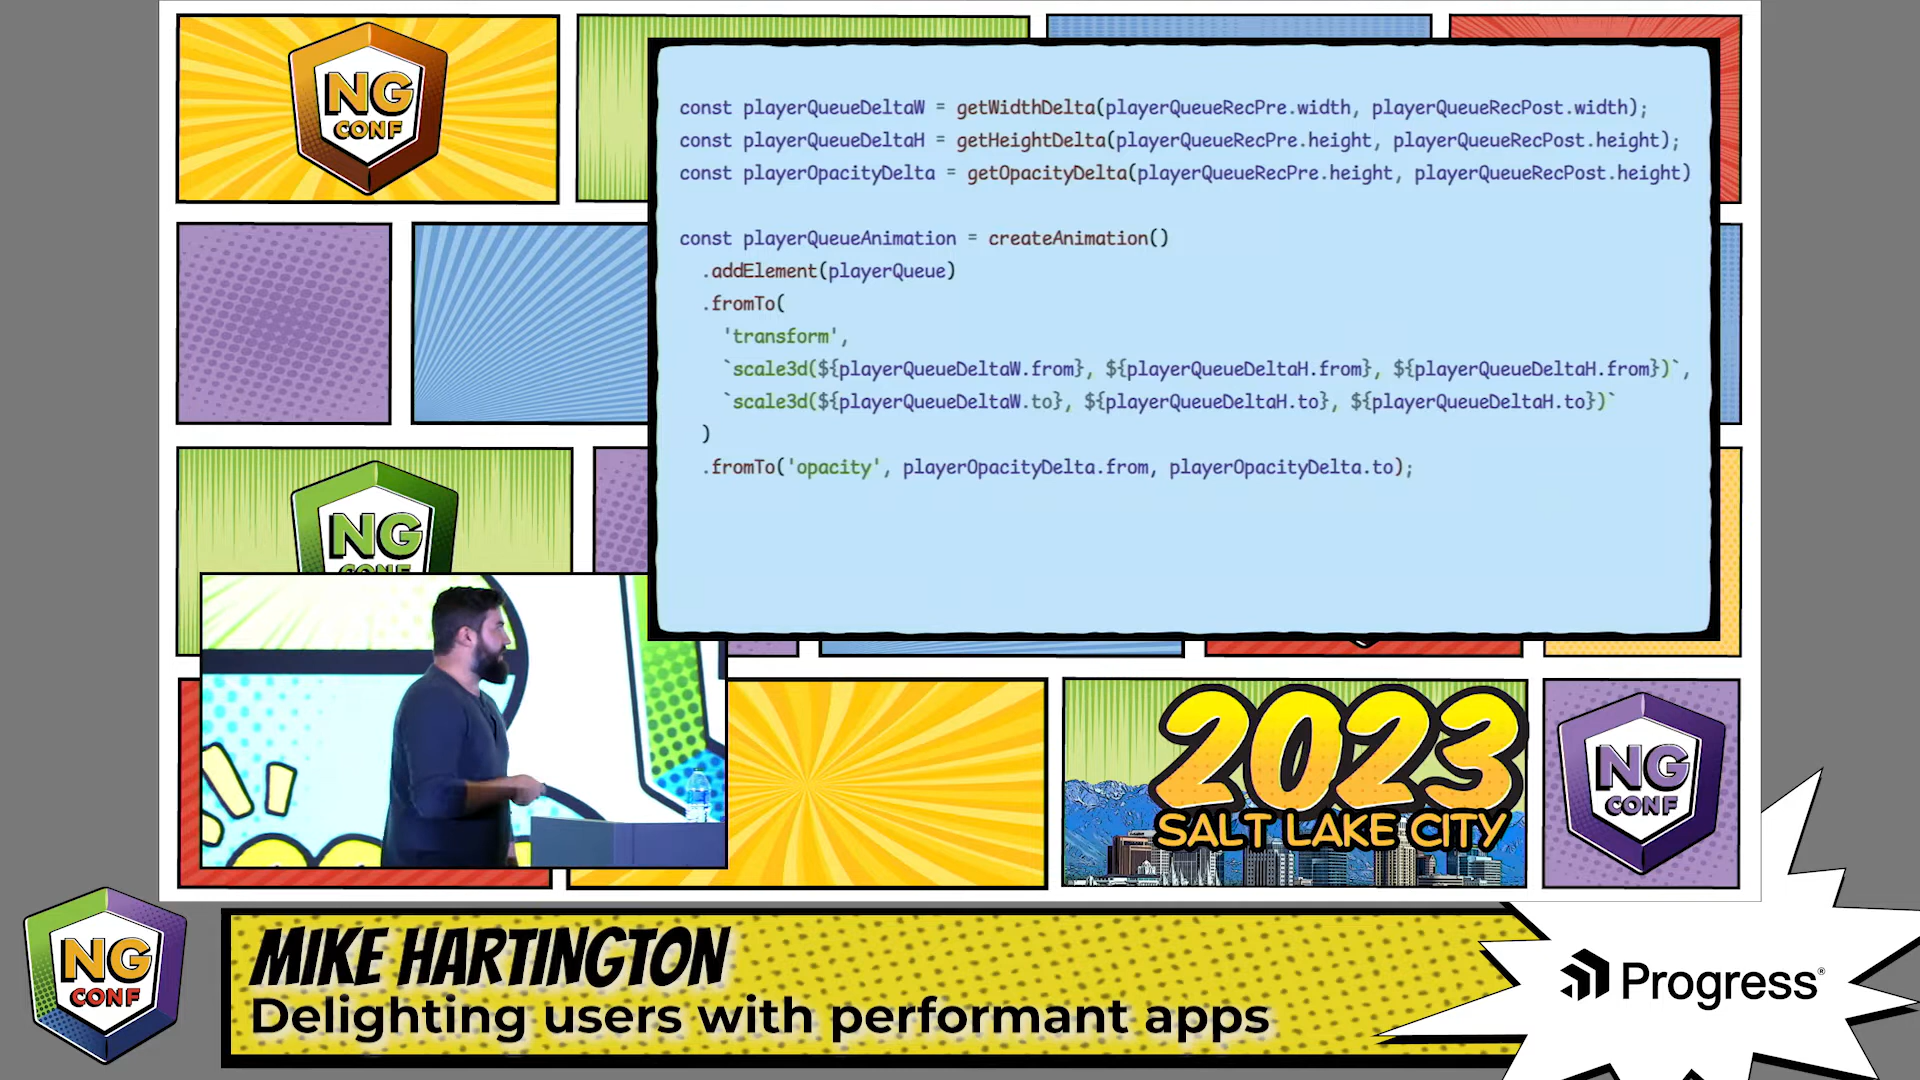 NG
CONF
const playerQueueDeltaW = getWidthDelta(playerQueueRecPre.width, playerQueueRecPost.width);
const playerQueueDeltaH = getHeightDelta(playerQueueRecPre.height, playerQueueRecPost.height);
const playerOpacityDelta = getOpacityDelta(playerQueueRecPre.height, playerQueueRecPost.height)
const playerQueueAnimation = createAnimation()
.addElement(playerQueue)
.fromTo(
'transform',
`scale3d(${playerQueueDeltaW.from}, ${playerQueueDeltaH.from}, ${playerQueueDeltaH.from})`,
`scale3d(${playerQueueDeltaW.to}, ${playerQueueDeltaH.to}, ${playerQueueDeltaH.to})`
)
.fromTo('opacity', playerOpacityDelta.from, playerOpacityDelta.to);
NG
CONF
2023
SALT LAKE CITY
NG
CONF
NG
CONF
MIKE HARTINGTON
Delighting users with performant apps
Progress®